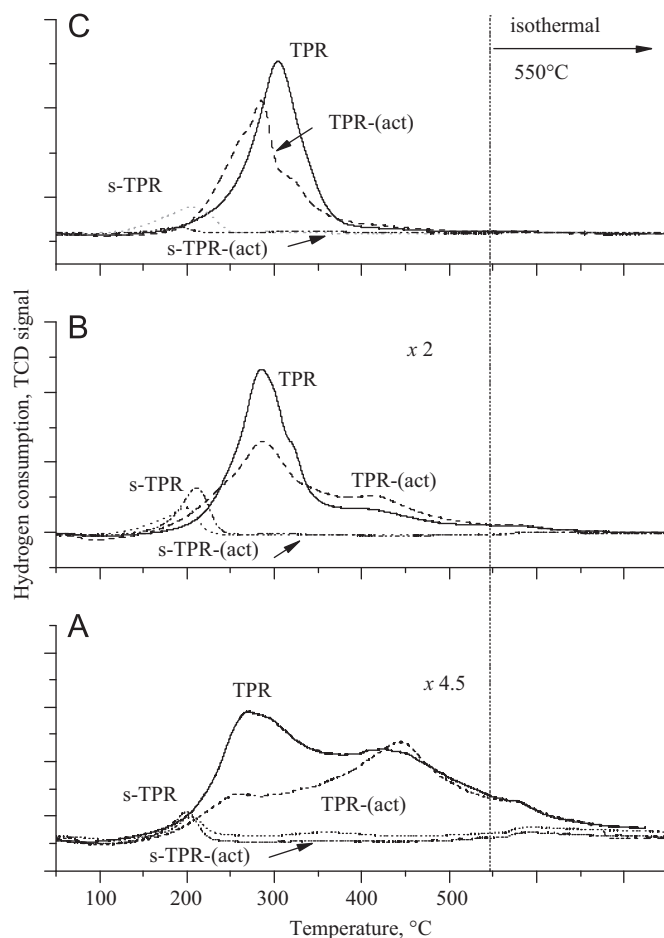 C
TPR
isothermal
550°C
TPR-(act)
s-TPR
s-TPR-(act)
B
x 2
TPR
s-TPR
TPR-(act)
s-TPR-(act)
A
x 4.5
TPR
s-TPR
TPR-(act)
s-TPR-(act)
Hydrogen consumption, TCD signal
100 200 300 400 500
Temperature, °C